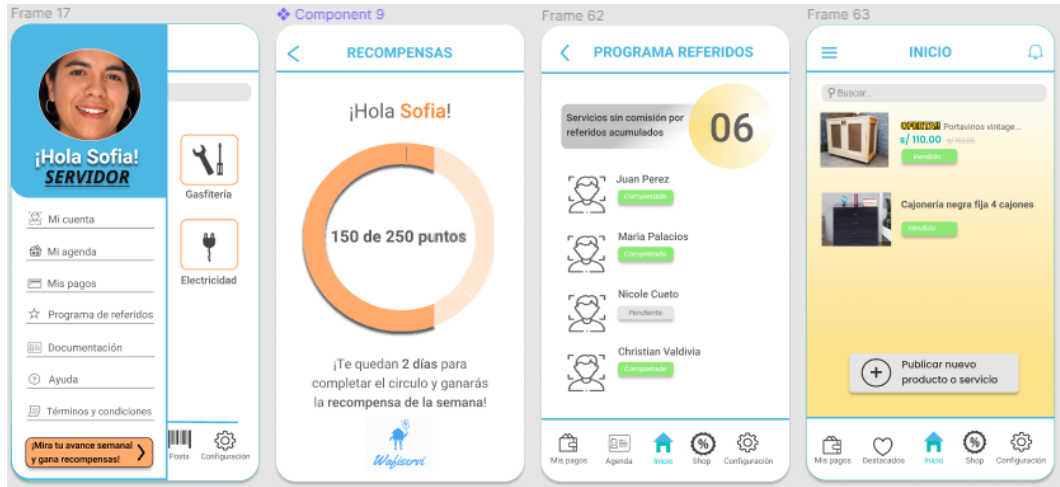 Frame 17
¡Hola Sofia!
SERVIDOR
Mi cuenta
Mi agenda
Mis pagos
Programa de referidos
Documentación
Ayuda
Términos y condiciones
¡Mira tu avance semanal
y gana recompensas!
Gasfitería
Electricidad
Posts
Configuración
Component 9
RECOMPENSAS
¡Hola Sofia!
150 de 250 puntos
¡Te quedan 2 días para
completar el circulo y ganarás
la recompensa de la semana!
Wafiservi
Frame 62
PROGRAMA REFERIDOS
Servicios sin comisión por
referidos acumulados
06
Juan Perez
Completado
Maria Palacios
Completado
Nicole Cueto
Pendiente
Christian Valdivia
Completado
Mis pagos
Agenda
Inicio
Shop
Configuración
Frame 63
INICIO
Buscar...
OFERTA!! Portavinos vintage...
s/ 110.00 s/ 150.00
Vendido
Cajonería negra fija 4 cajones
Vendido
Publicar nuevo
producto o servicio
Mis pagos
Destacados
Inicio
Shop
Configuración